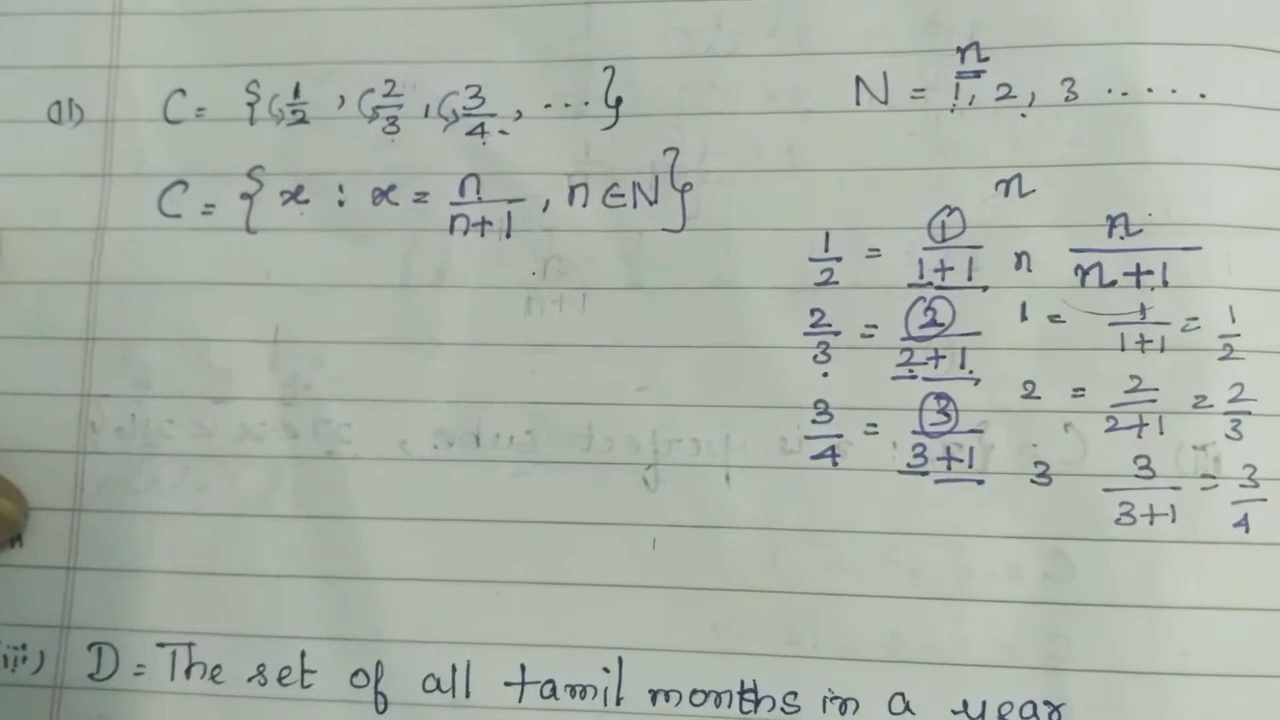 ii) C = { 1/2 , 2/3 , 3/4 , ... }
C = { x : x = n/n+1 , n ∈ N }
n
N = 1, 2, 3 .....
n
1/2 = 1/1+1
2/3 = 2/2+1
3/4 = 3/3+1
n n/n+1
1 = 1/1+1 = 1/2
2 = 2/2+1 = 2/3
3 3/3+1 = 3/4
iii) D = The set of all tamil months in a year